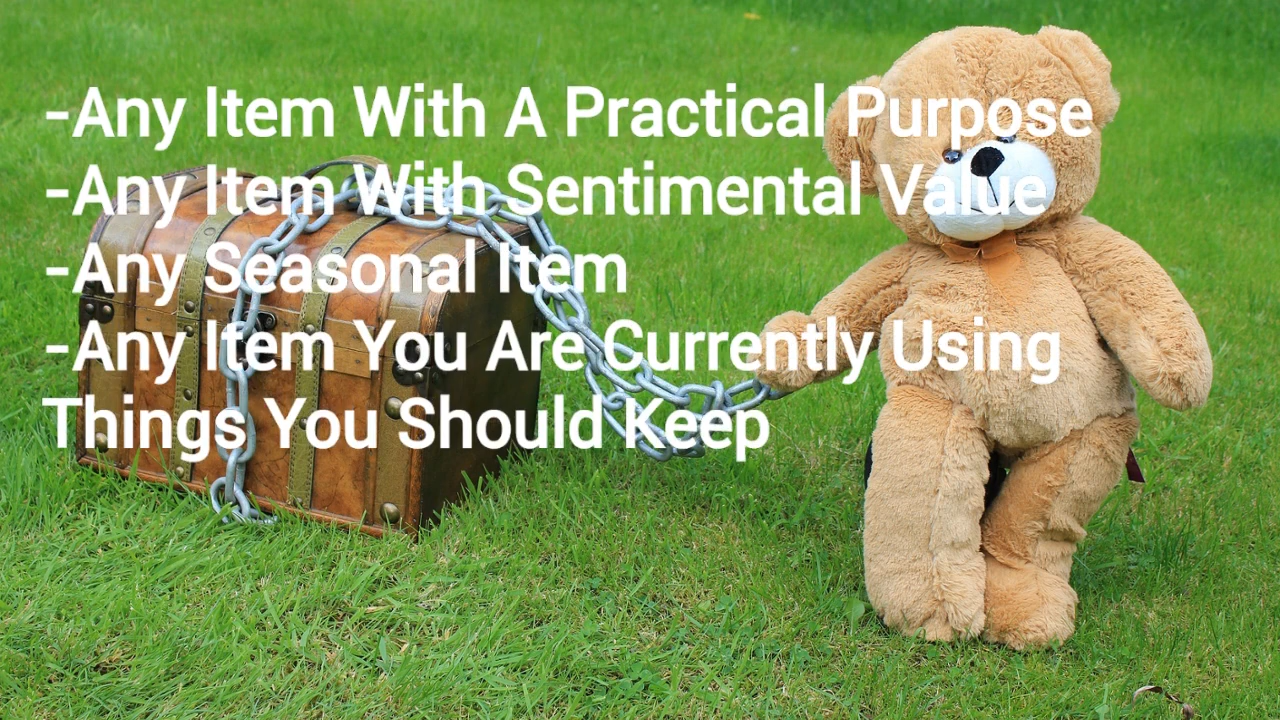 -Any Item With A Practical Purpose
-Any Item With Sentimental Value
-Any Seasonal Item
-Any Item You Are Currently Using
Things You Should Keep